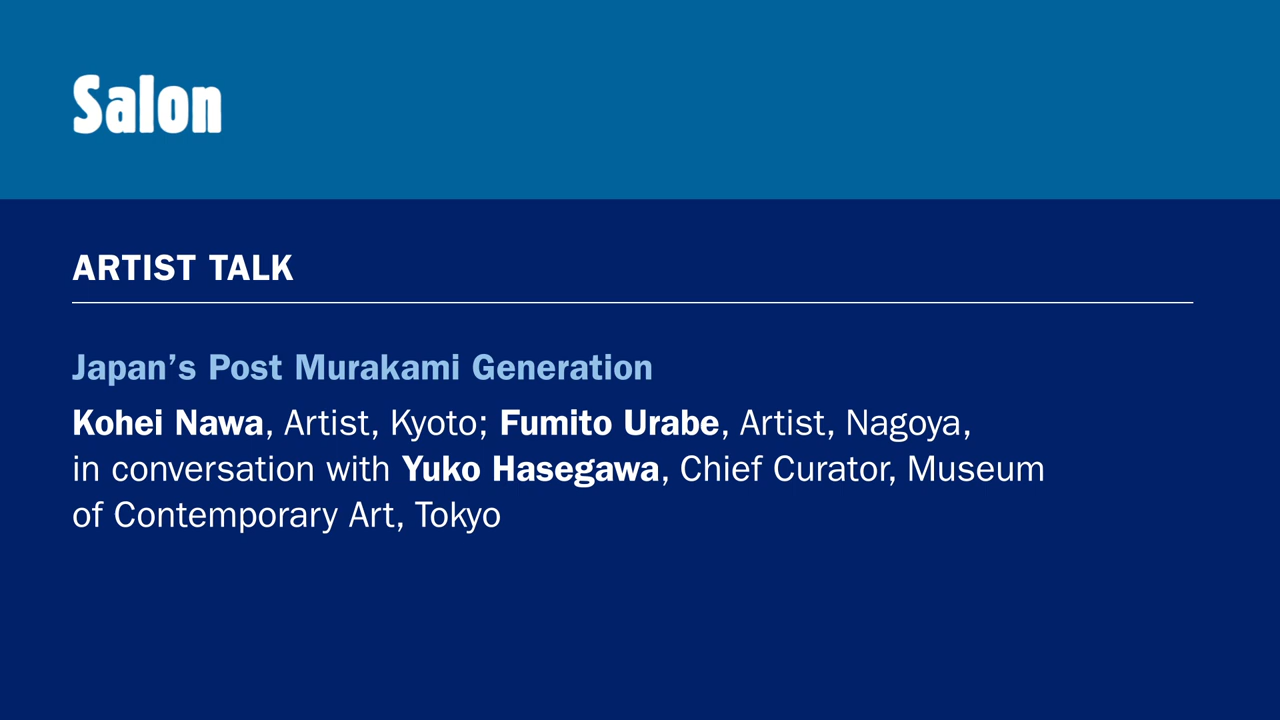 Salon
ARTIST TALK
Japan’s Post Murakami Generation
Kohei Nawa, Artist, Kyoto; Fumito Urabe, Artist, Nagoya,
in conversation with Yuko Hasegawa, Chief Curator, Museum
of Contemporary Art, Tokyo